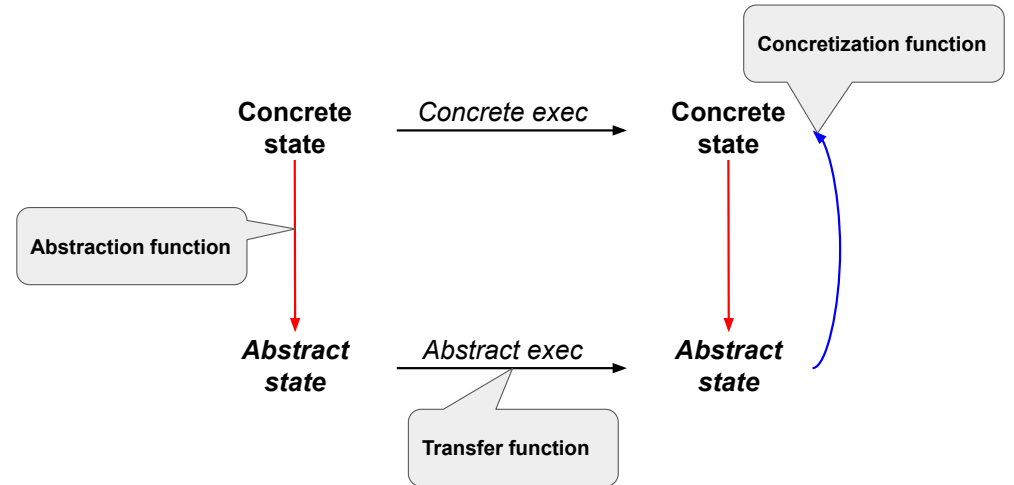 Concretization function
Concrete
state
Concrete exec
Concrete
state
Abstraction function
Abstract
state
Abstract exec
Abstract
state
Transfer function